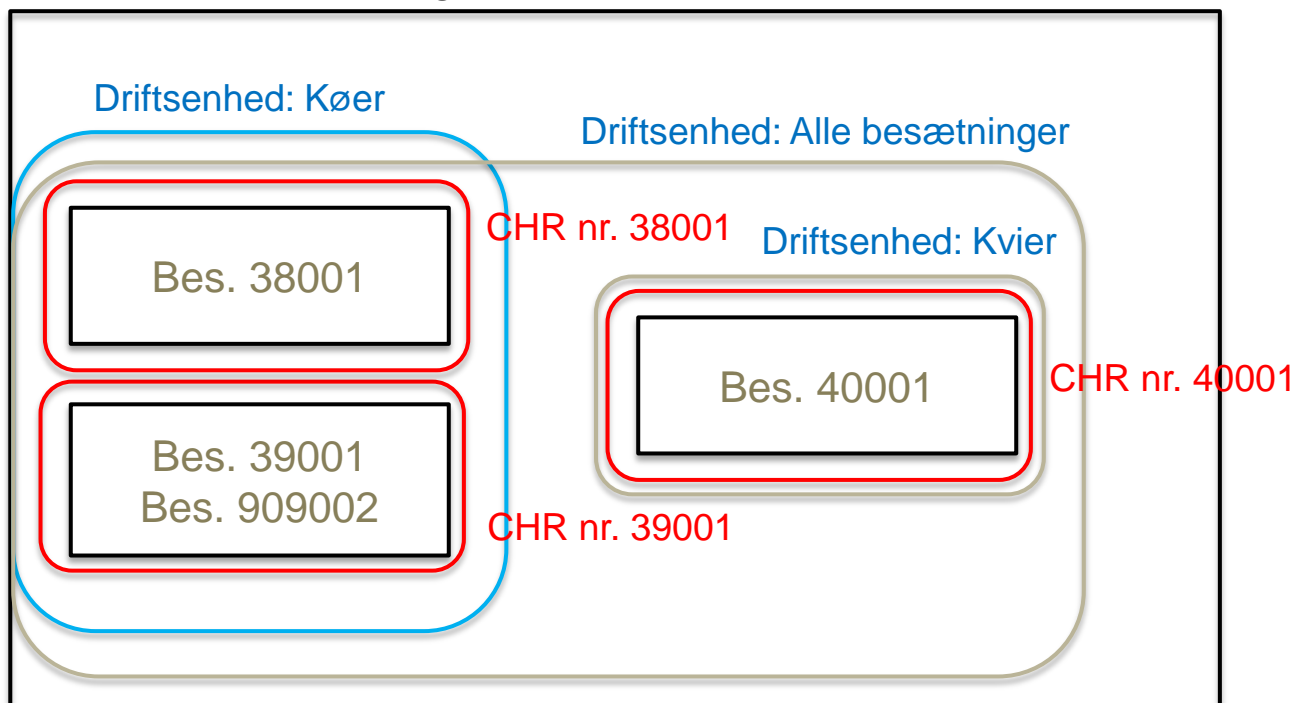 Driftsenhed: Køer
Driftsenhed: Alle besætninger
CHR nr. 38001
Driftsenhed: Kvier
Bes. 38001
Bes. 40001
CHR nr. 40001
Bes. 39001
Bes. 909002
CHR nr. 39001